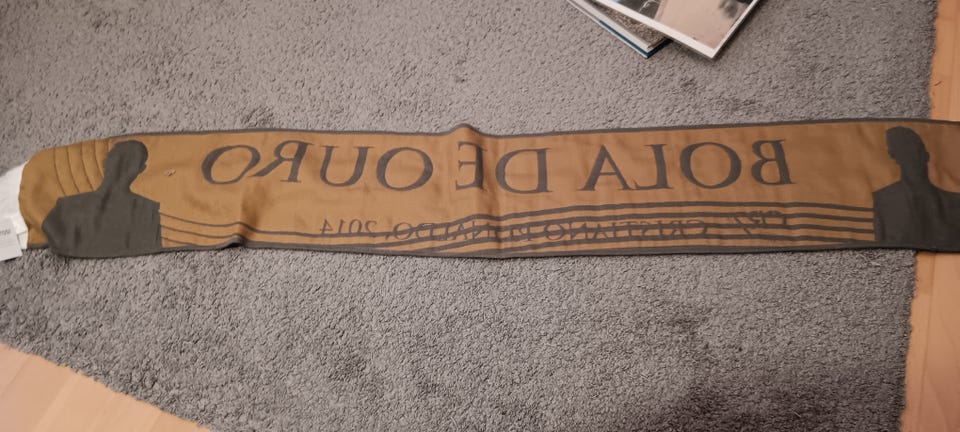 BOLA DE OURO
CR7 CRISTIANO RONALDO, 2014